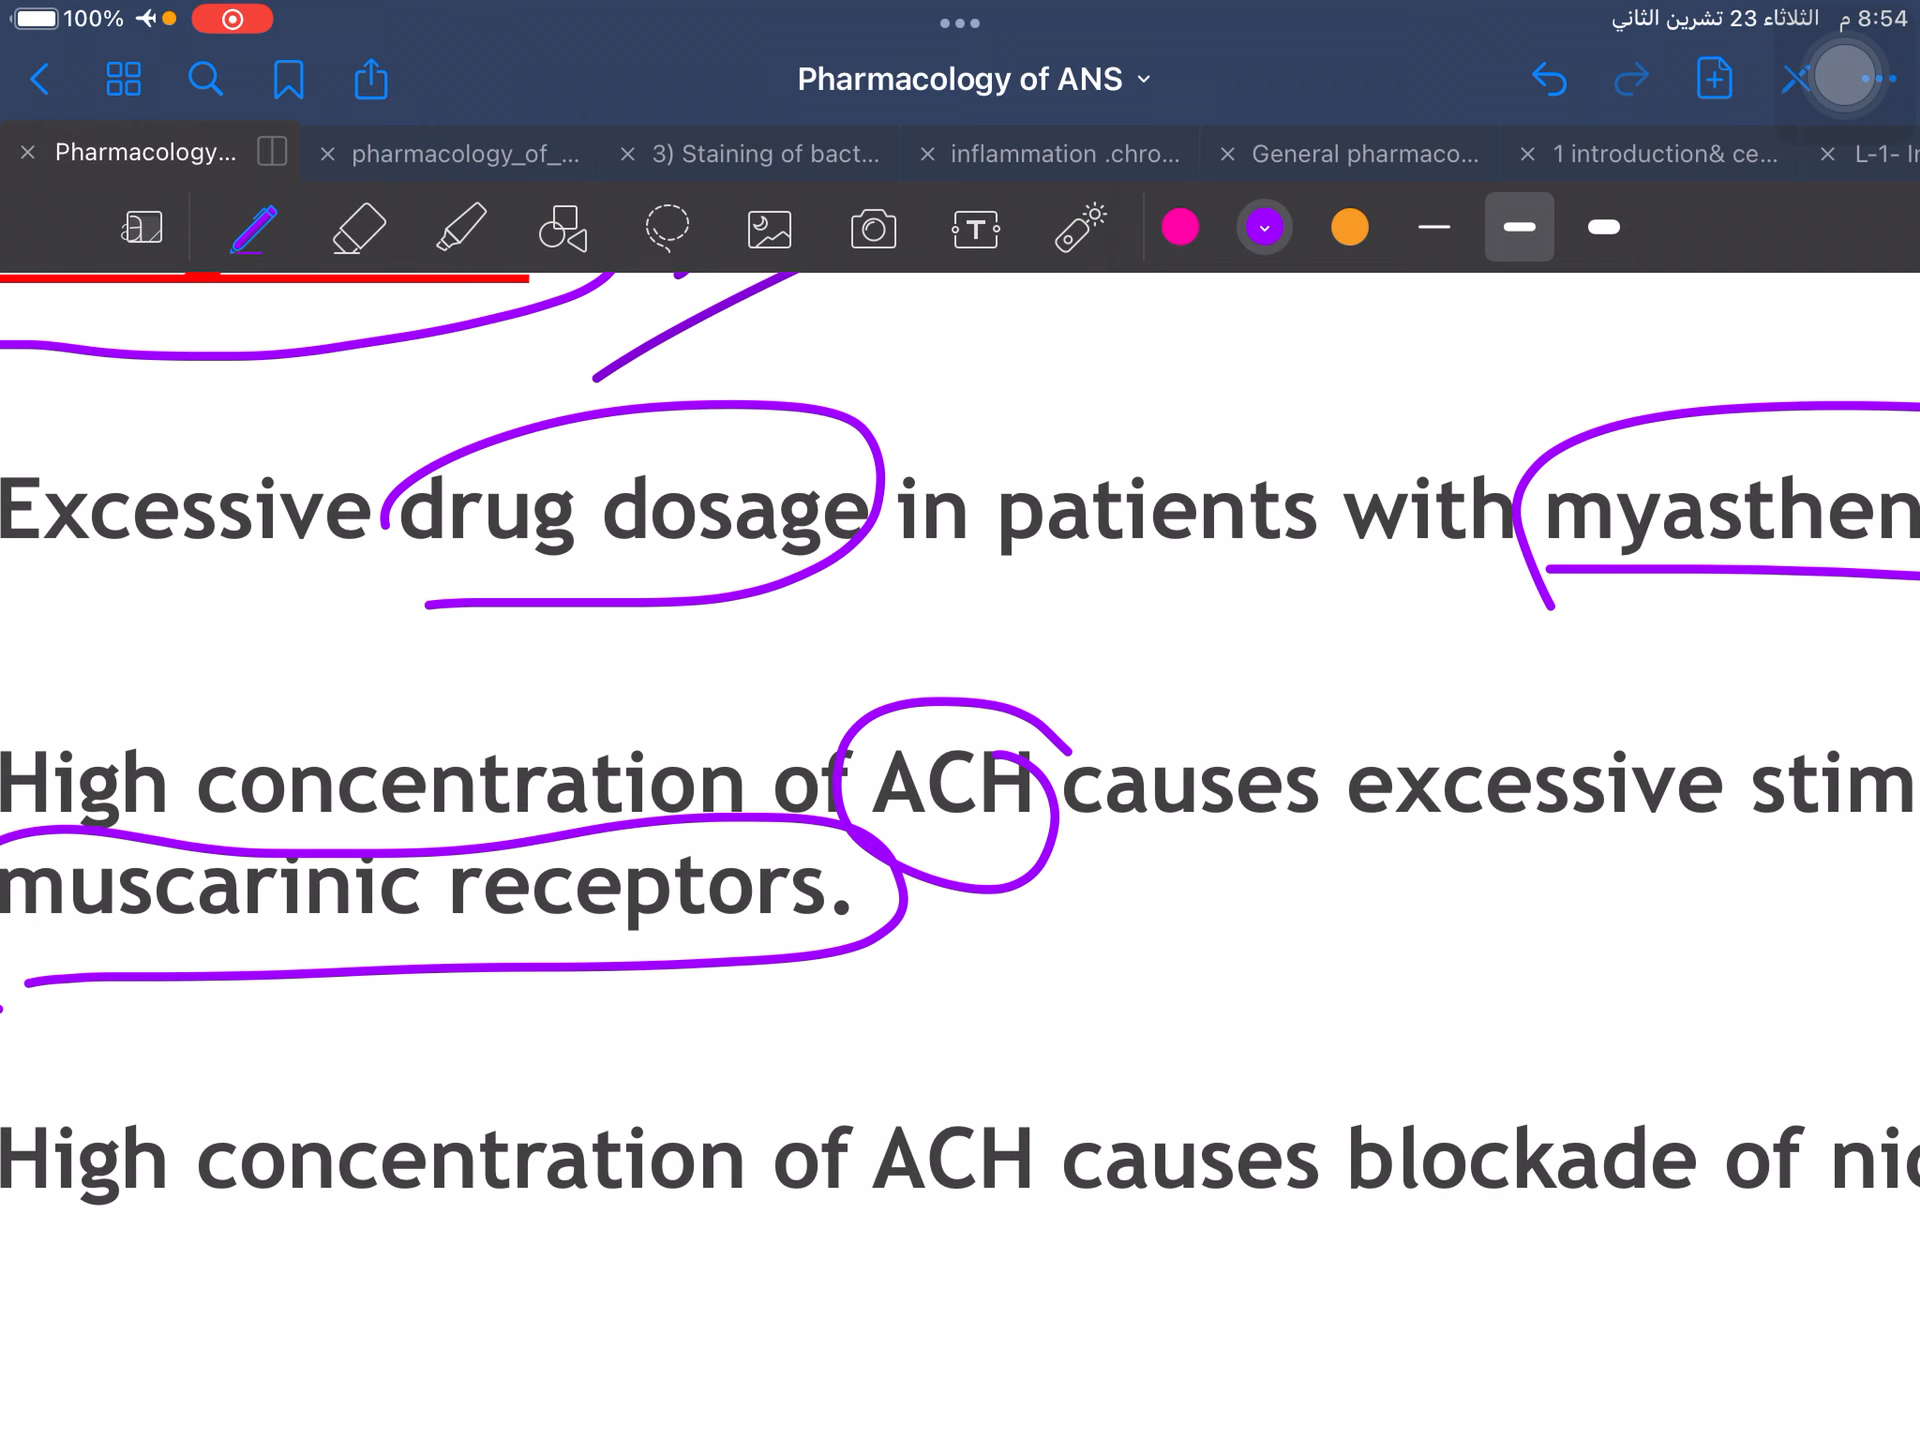 100%
8:54 م الثلاثاء 23 تشرين الثاني
Pharmacology of ANS
Pharmacology... pharmacology_of_... 3) Staining of bact... inflammation .chro... General pharmaco... 1 introduction& ce... L-1- Ir
Excessive drug dosage in patients with myasthen
High concentration of ACH causes excessive stim
muscarinic receptors.
High concentration of ACH causes blockade of nic